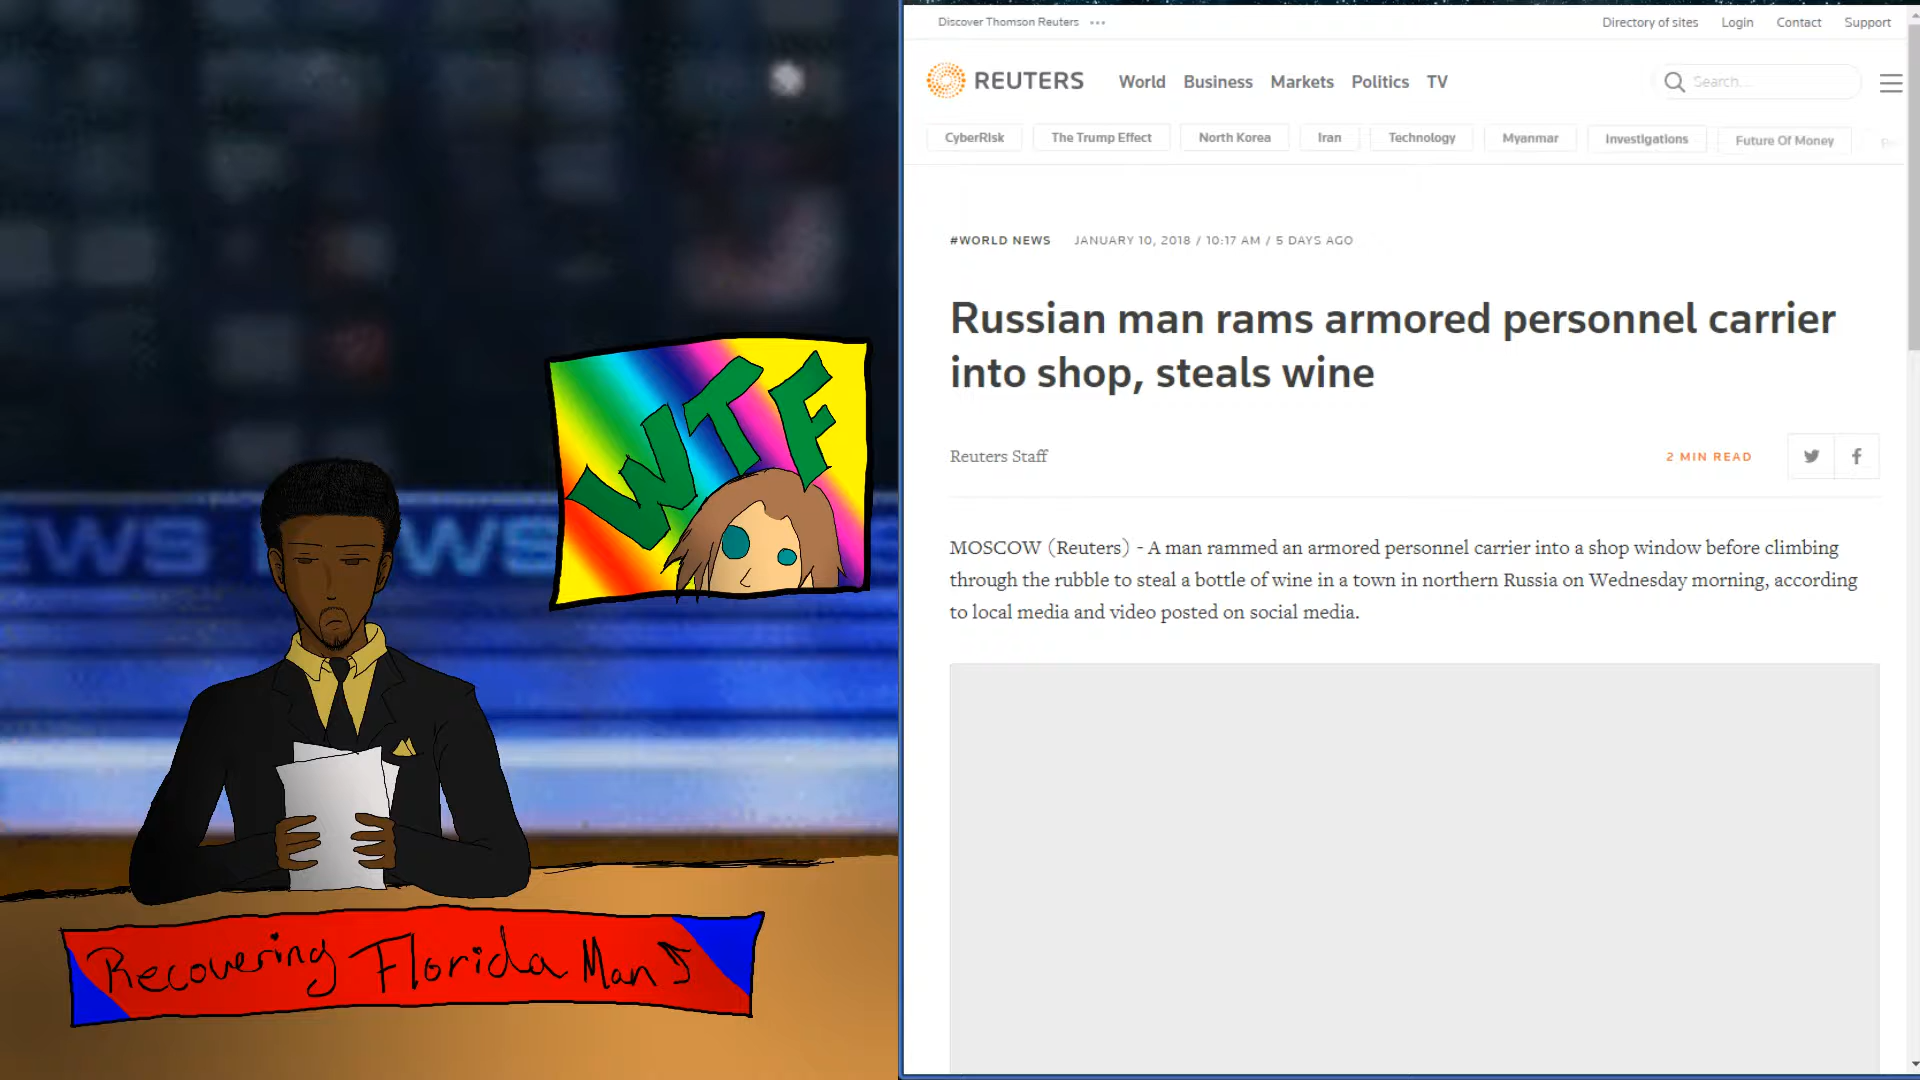 EWS NEWS
WTF
Recovering Florida Man
Discover Thomson Reuters
Directory of sites Login Contact Support
REUTERS World Business Markets Politics TV
Search...
CyberRisk The Trump Effect North Korea Iran Technology Myanmar Investigations Future Of Money
#WORLD NEWS JANUARY 10, 2018 / 10:17 AM / 5 DAYS AGO
Russian man rams armored personnel carrier
into shop, steals wine
Reuters Staff
2 MIN READ
MOSCOW (Reuters) - A man rammed an armored personnel carrier into a shop window before climbing
through the rubble to steal a bottle of wine in a town in northern Russia on Wednesday morning, according
to local media and video posted on social media.